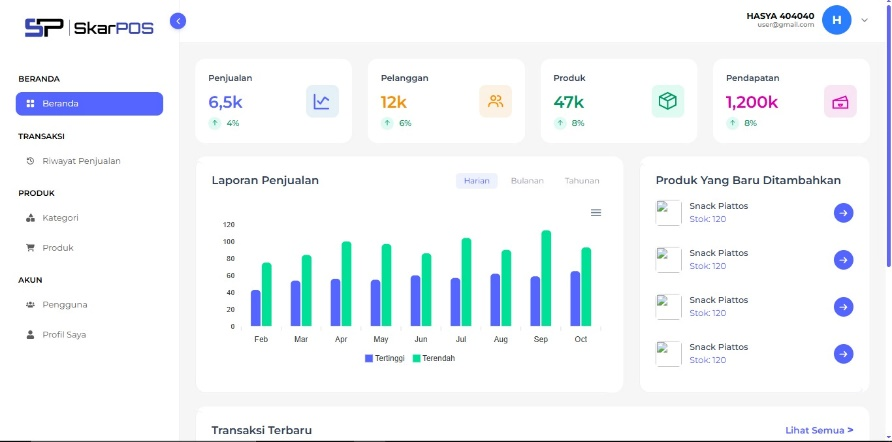 SP | SkarPOS
HASYA 404040
user@gmail.com
H
BERANDA
Beranda
TRANSAKSI
Riwayat Penjualan
PRODUK
Kategori
Produk
AKUN
Pengguna
Profil Saya
Penjualan
6,5k
4%
Pelanggan
12k
6%
Produk
47k
8%
Pendapatan
1,200k
8%
Laporan Penjualan
Harian Bulanan Tahunan
120
100
80
60
40
20
0
Feb Mar Apr May Jun Jul Aug Sep Oct
Tertinggi Terendah
Produk Yang Baru Ditambahkan
Snack Piattos
Stok: 120
Snack Piattos
Stok: 120
Snack Piattos
Stok: 120
Snack Piattos
Stok: 120
Transaksi Terbaru
Lihat Semua >